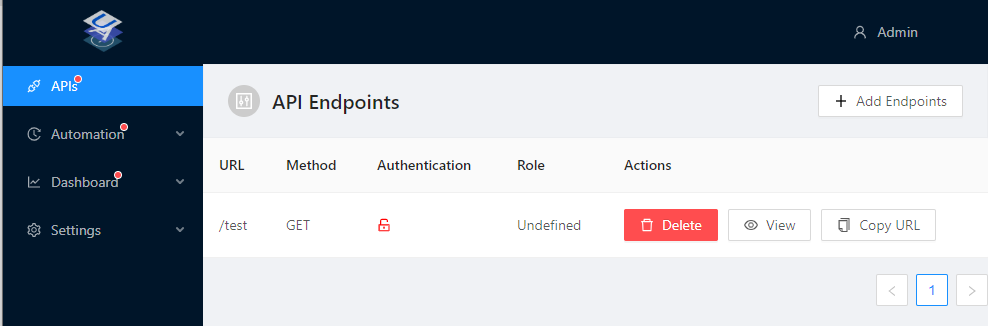 Admin
APIs
Automation
Dashboard
Settings
API Endpoints
Add Endpoints
URL Method Authentication Role Actions
/test GET Undefined Delete View Copy URL
1